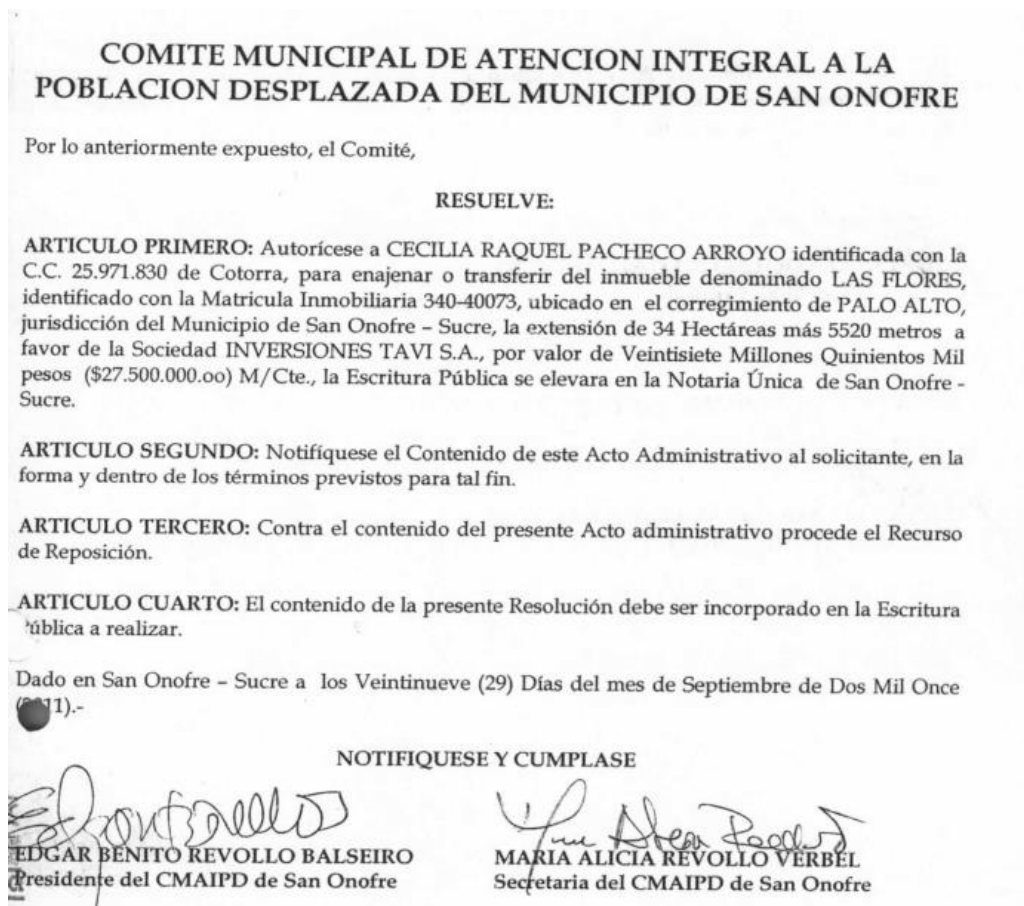 COMITE MUNICIPAL DE ATENCION INTEGRAL A LA
POBLACION DESPLAZADA DEL MUNICIPIO DE SAN ONOFRE
Por lo anteriormente expuesto, el Comité,
RESUELVE:
ARTICULO PRIMERO: Autorícese a CECILIA RAQUEL PACHECO ARROYO identificada con la
C.C. 25.971.830 de Cotorra, para enajenar o transferir del inmueble denominado LAS FLORES,
identificado con la Matricula Inmobiliaria 340-40073, ubicado en el corregimiento de PALO ALTO,
jurisdicción del Municipio de San Onofre – Sucre, la extensión de 34 Hectáreas más 5520 metros a
favor de la Sociedad INVERSIONES TAVI S.A., por valor de Veintisiete Millones Quinientos Mil
pesos ($27.500.000.oo) M/Cte., la Escritura Pública se elevara en la Notaria Única de San Onofre -
Sucre.
ARTICULO SEGUNDO: Notifíquese el Contenido de este Acto Administrativo al solicitante, en la
forma y dentro de los términos previstos para tal fin.
ARTICULO TERCERO: Contra el contenido del presente Acto administrativo procede el Recurso
de Reposición.
ARTICULO CUARTO: El contenido de la presente Resolución debe ser incorporado en la Escritura
ública a realizar.
Dado en San Onofre – Sucre a los Veintinueve (29) Días del mes de Septiembre de Dos Mil Once
11).-
NOTIFIQUESE Y CUMPLASE
EDGAR BENITO REVOLLO BALSEIRO
Presidente del CMAIPD de San Onofre
MARIA ALICIA REVOLLO VERBEL
Secretaria del CMAIPD de San Onofre